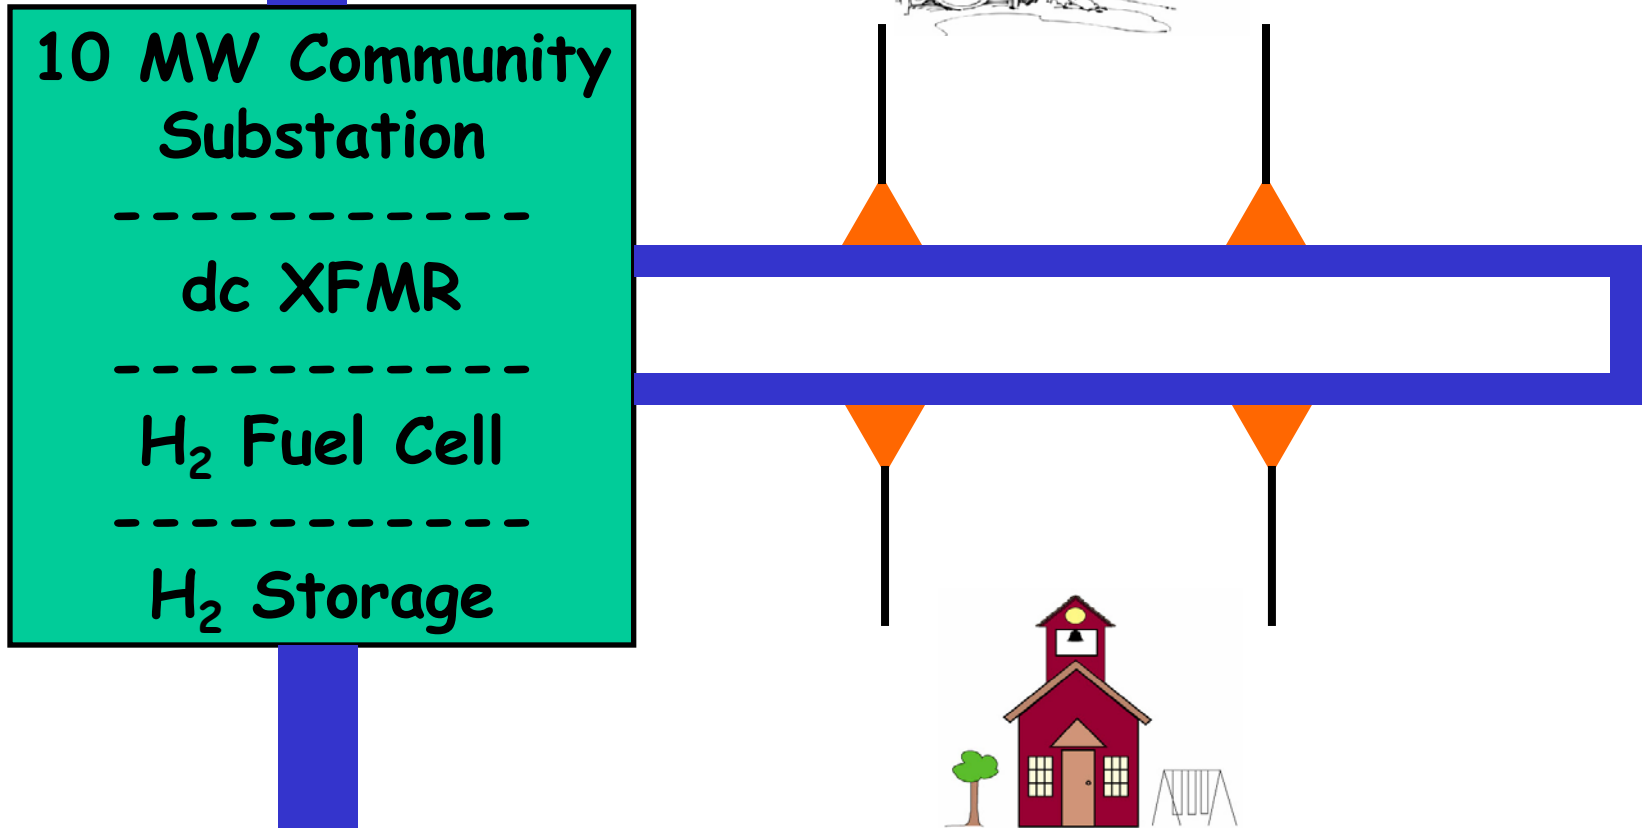 10 MW Community
Substation
- - - - - - - - - - -
dc XFMR
- - - - - - - - - - -
H₂ Fuel Cell
- - - - - - - - - - -
H₂ Storage